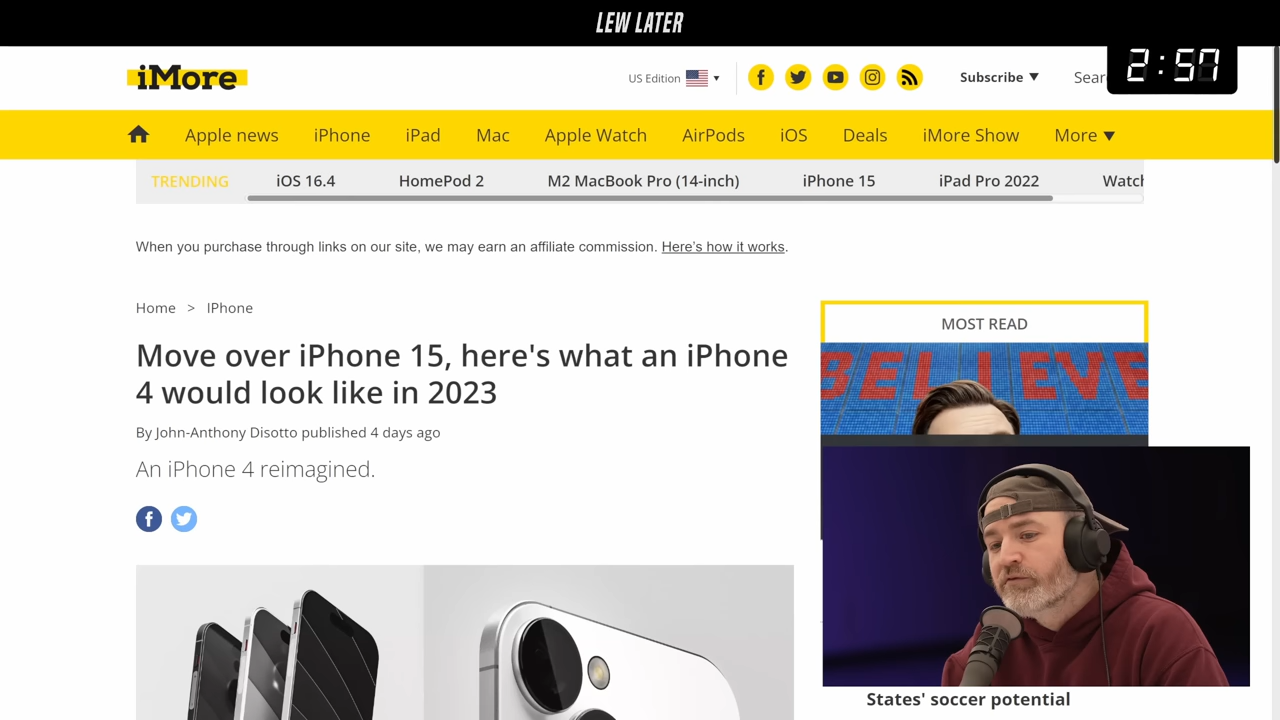 LEW LATER
iMore
US Edition
Subscribe
2:57
Apple news
iPhone
iPad
Mac
Apple Watch
AirPods
iOS
Deals
iMore Show
More
TRENDING
iOS 16.4
HomePod 2
M2 MacBook Pro (14-inch)
iPhone 15
iPad Pro 2022
When you purchase through links on our site, we may earn an affiliate commission. Here’s how it works.
Home > IPhone
Move over iPhone 15, here's what an iPhone
4 would look like in 2023
By John-Anthony Disotto published 4 days ago
An iPhone 4 reimagined.
MOST READ
BELIEVE
States' soccer potential